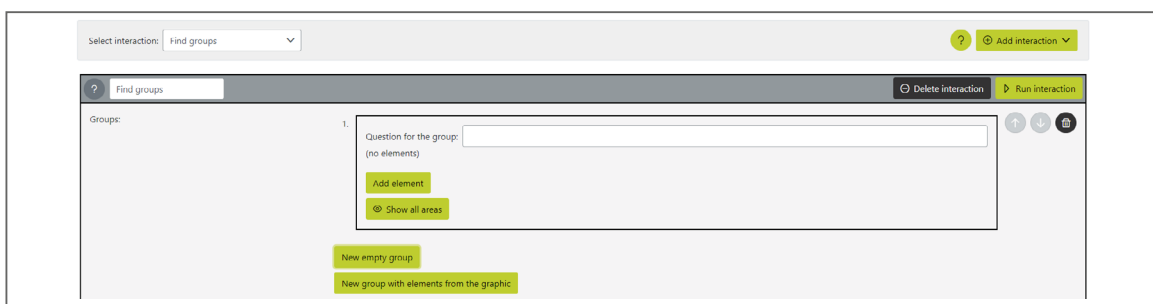 Select interaction: Find groups ? Add interaction
? Find groups Delete interaction Run interaction
Groups: 1.
Question for the group:
(no elements)
Add element
Show all areas
New empty group
New group with elements from the graphic